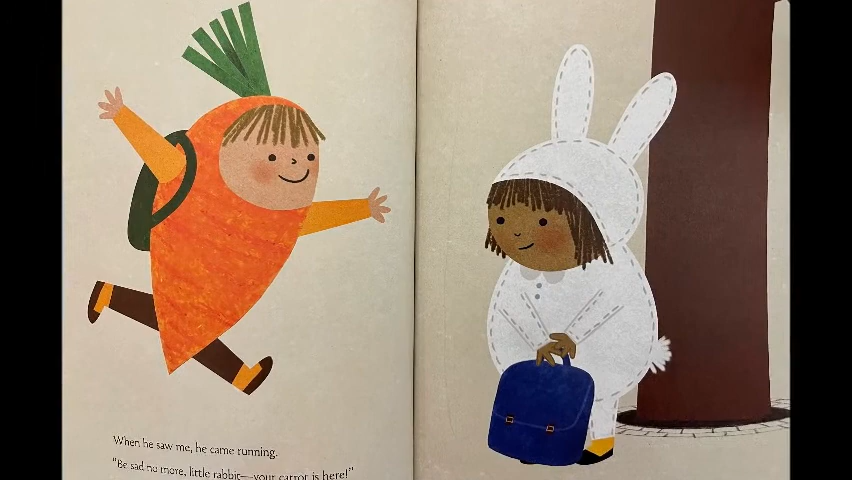 When he saw me, he came running.
"Be sad no more, little rabbit—your carrot is here!"